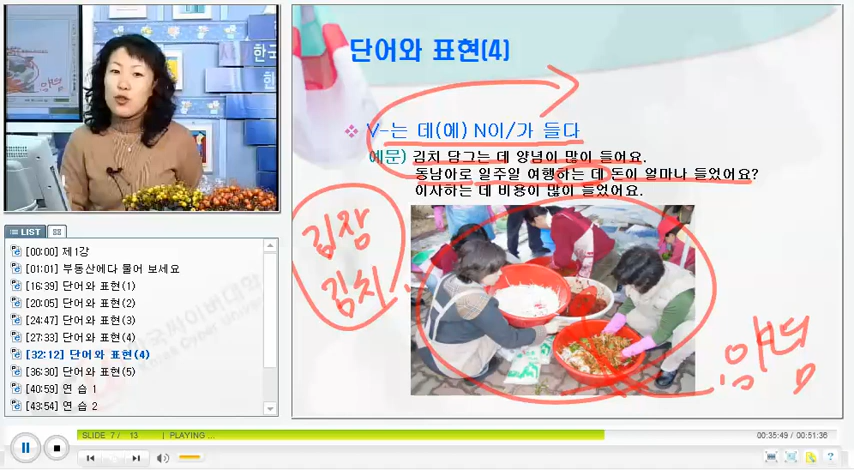 단어와 표현(4)
V-는 데(에) N이/가 들다
예문) 김치 담그는 데 양념이 많이 들어요.
동남아로 일주일 여행하는 데 돈이 얼마나 들었어요?
이사하는 데 비용이 많이 들었어요.
김장
김치
양념
LIST
[00:00] 제1강
[01:01] 부동산에다 물어 보세요
[16:39] 단어와 표현(1)
[20:05] 단어와 표현(2)
[24:47] 단어와 표현(3)
[27:33] 단어와 표현(4)
[32:12] 단어와 표현(4)
[36:30] 단어와 표현(5)
[40:59] 연 습 1
[43:54] 연 습 2
SLIDE 7 / 13 | PLAYING ...
00:35:49 / 00:51:36